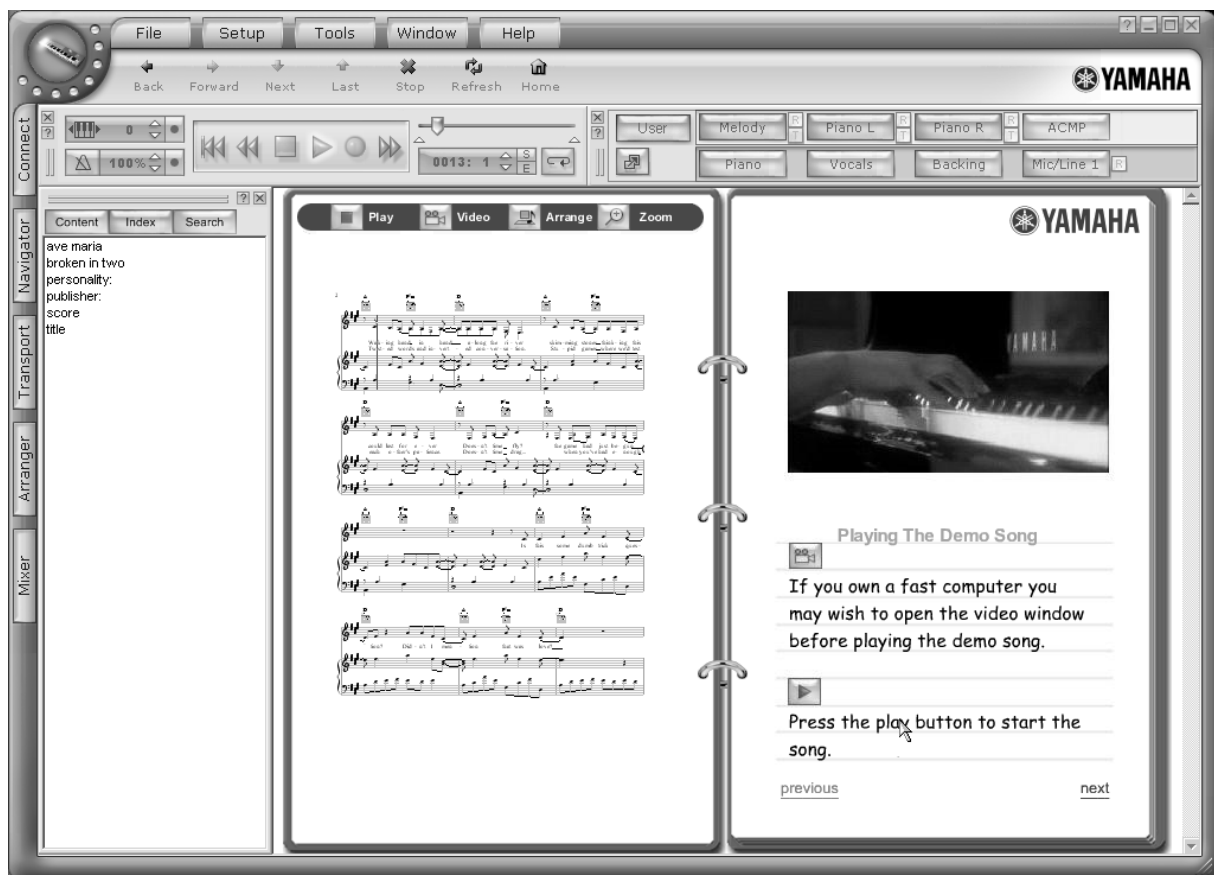 File Setup Tools Window Help
Back Forward Next Last Stop Refresh Home
YAMAHA
Connect
Navigator
Transport
Arranger
Mixer
0
100%
0013: 1
S
E
User Melody R T Piano L R T Piano R R T ACMP
Piano Vocals Backing Mic/Line 1 R
Content Index Search
ave maria
broken in two
personality:
publisher:
score
title
Play Video Arrange Zoom
YAMAHA
YAMAHA
Playing The Demo Song
If you own a fast computer you
may wish to open the video window
before playing the demo song.
Press the play button to start the
song.
previous next